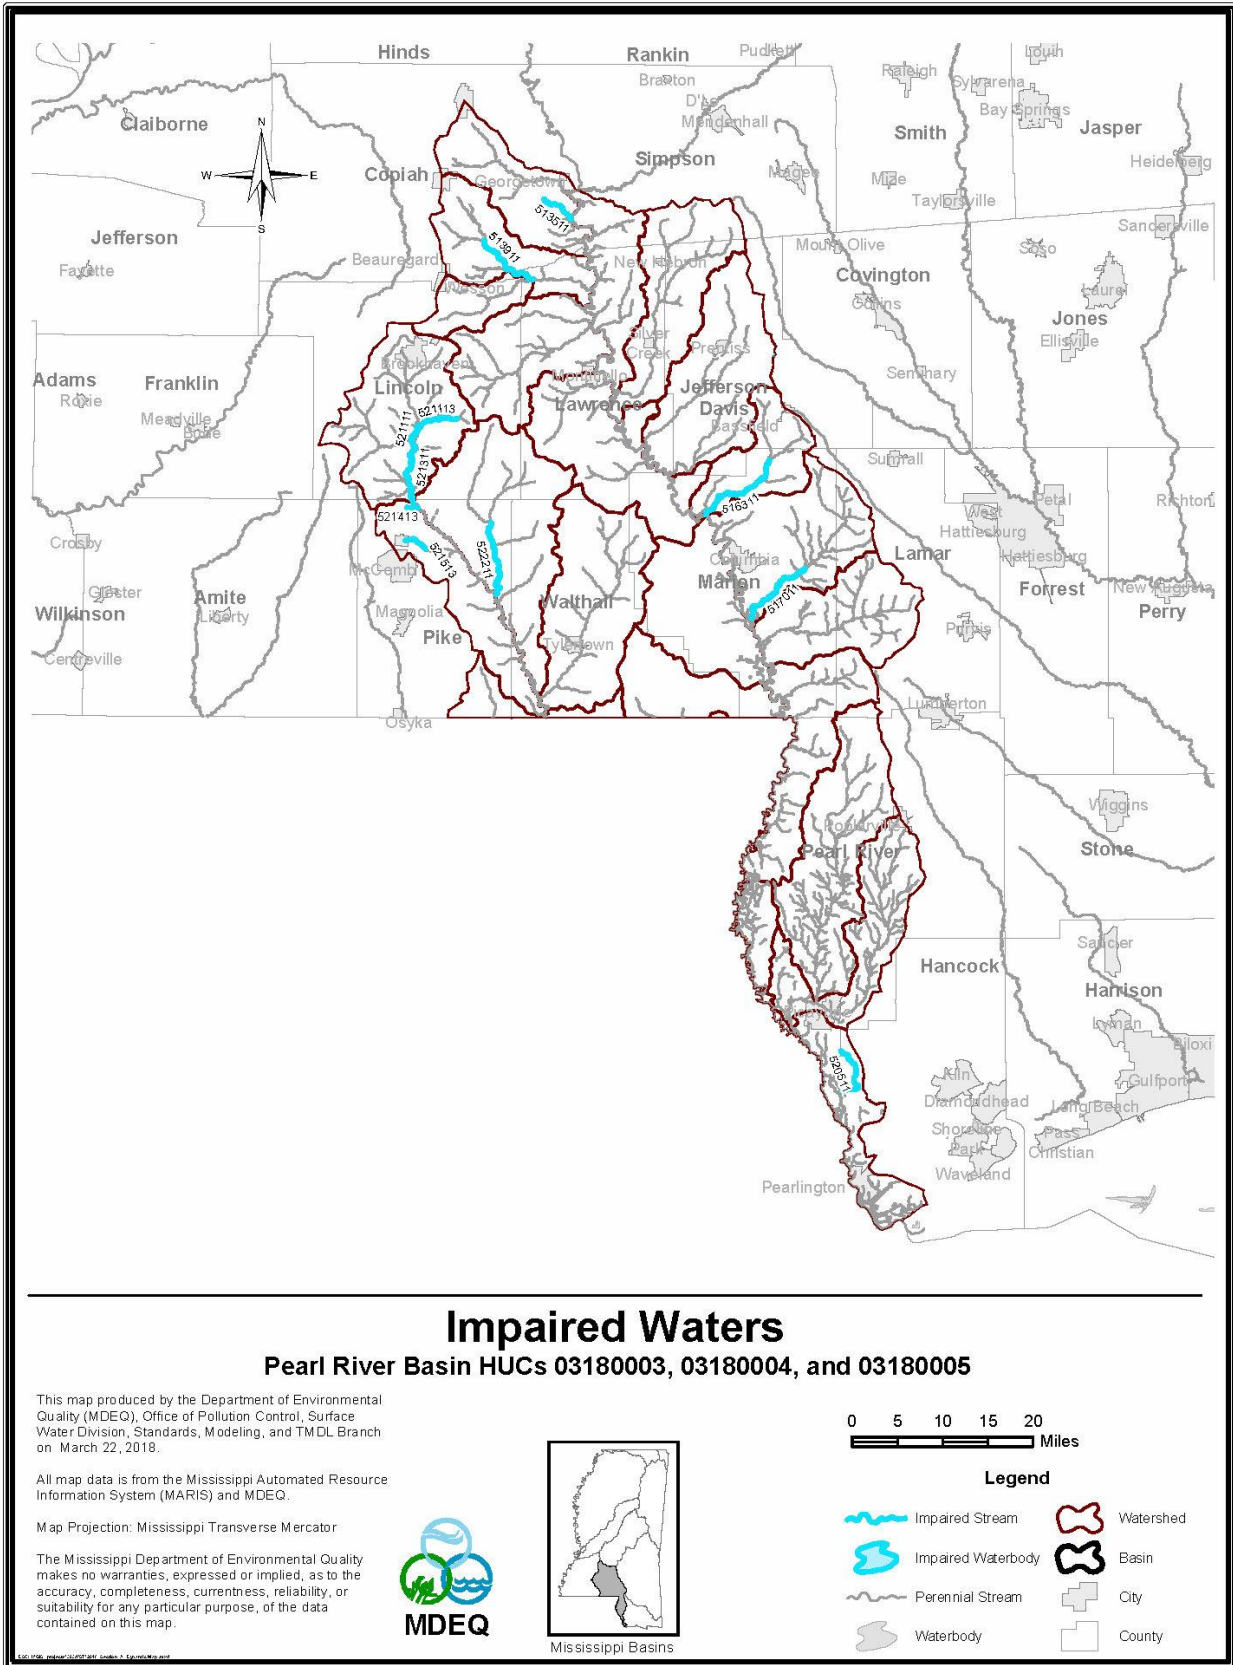 Hinds
Rankin
Puckett
Louin
Raleigh
Sylvarena
Braxton
D'Lo
Mendenhall
Bay Springs
Claiborne
Smith
Jasper
N
W
E
S
Copiah
Georgetown
Simpson
Magee
Mize
Taylorsville
Heidelberg
513511
Jefferson
Fayette
Beauregard
513911
Wesson
New Hebron
Mount Olive
Covington
Collins
Soso
Sandersville
Laurel
Jones
Ellisville
Silver
Creek
Prentiss
Seminary
Adams
Roxie
Franklin
Meadville
Bude
Brookhaven
Lincoln
Monticello
Lawrence
Jefferson
Davis
Bassfield
521111
521113
521311
Sumrall
Petal
Richton
West
Hattiesburg
Hattiesburg
516311
521413
521513
522211
Crosby
Gloster
Wilkinson
Centreville
Amite
Liberty
McComb
Magnolia
Pike
Osyka
Walthall
Tylertown
Columbia
Marion
517011
Lamar
Forrest
New Augusta
Perry
Purvis
Lumberton
Wiggins
Stone
Poplarville
Pearl River
Saucier
Hancock
Harrison
Lyman
Biloxi
Picayune
520511
Kiln
Gulfport
Diamondhead
Long Beach
Shoreline
Park
Pass
Christian
Waveland
Pearlington
Impaired Waters
Pearl River Basin HUCs 03180003, 03180004, and 03180005
This map produced by the Department of Environmental
Quality (MDEQ), Office of Pollution Control, Surface
Water Division, Standards, Modeling, and TMDL Branch
on March 22, 2018.
All map data is from the Mississippi Automated Resource
Information System (MARIS) and MDEQ.
Map Projection: Mississippi Transverse Mercator
The Mississippi Department of Environmental Quality
makes no warranties, expressed or implied, as to the
accuracy, completeness, currentness, reliability, or
suitability for any particular purpose, of the data
contained on this map.
MDEQ
Mississippi Basins
0 5 10 15 20
Miles
Legend
Impaired Stream
Watershed
Impaired Waterbody
Basin
Perennial Stream
City
Waterbody
County